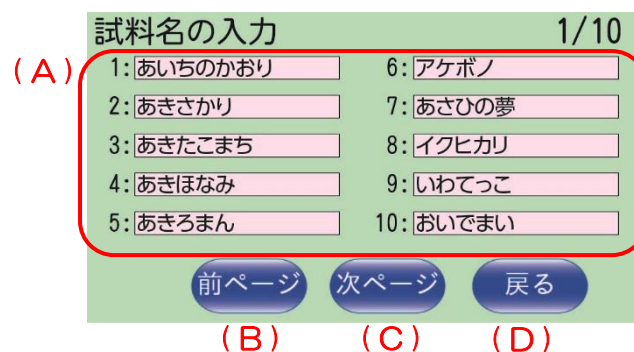 試料名の入力 1/10
(A)
1:あいちのかおり 6:アケボノ
2:あきさかり 7:あさひの夢
3:あきたこまち 8:イクヒカリ
4:あきほなみ 9:いわてっこ
5:あきろまん 10:おいでまい
前ページ 次ページ 戻る
(B) (C) (D)